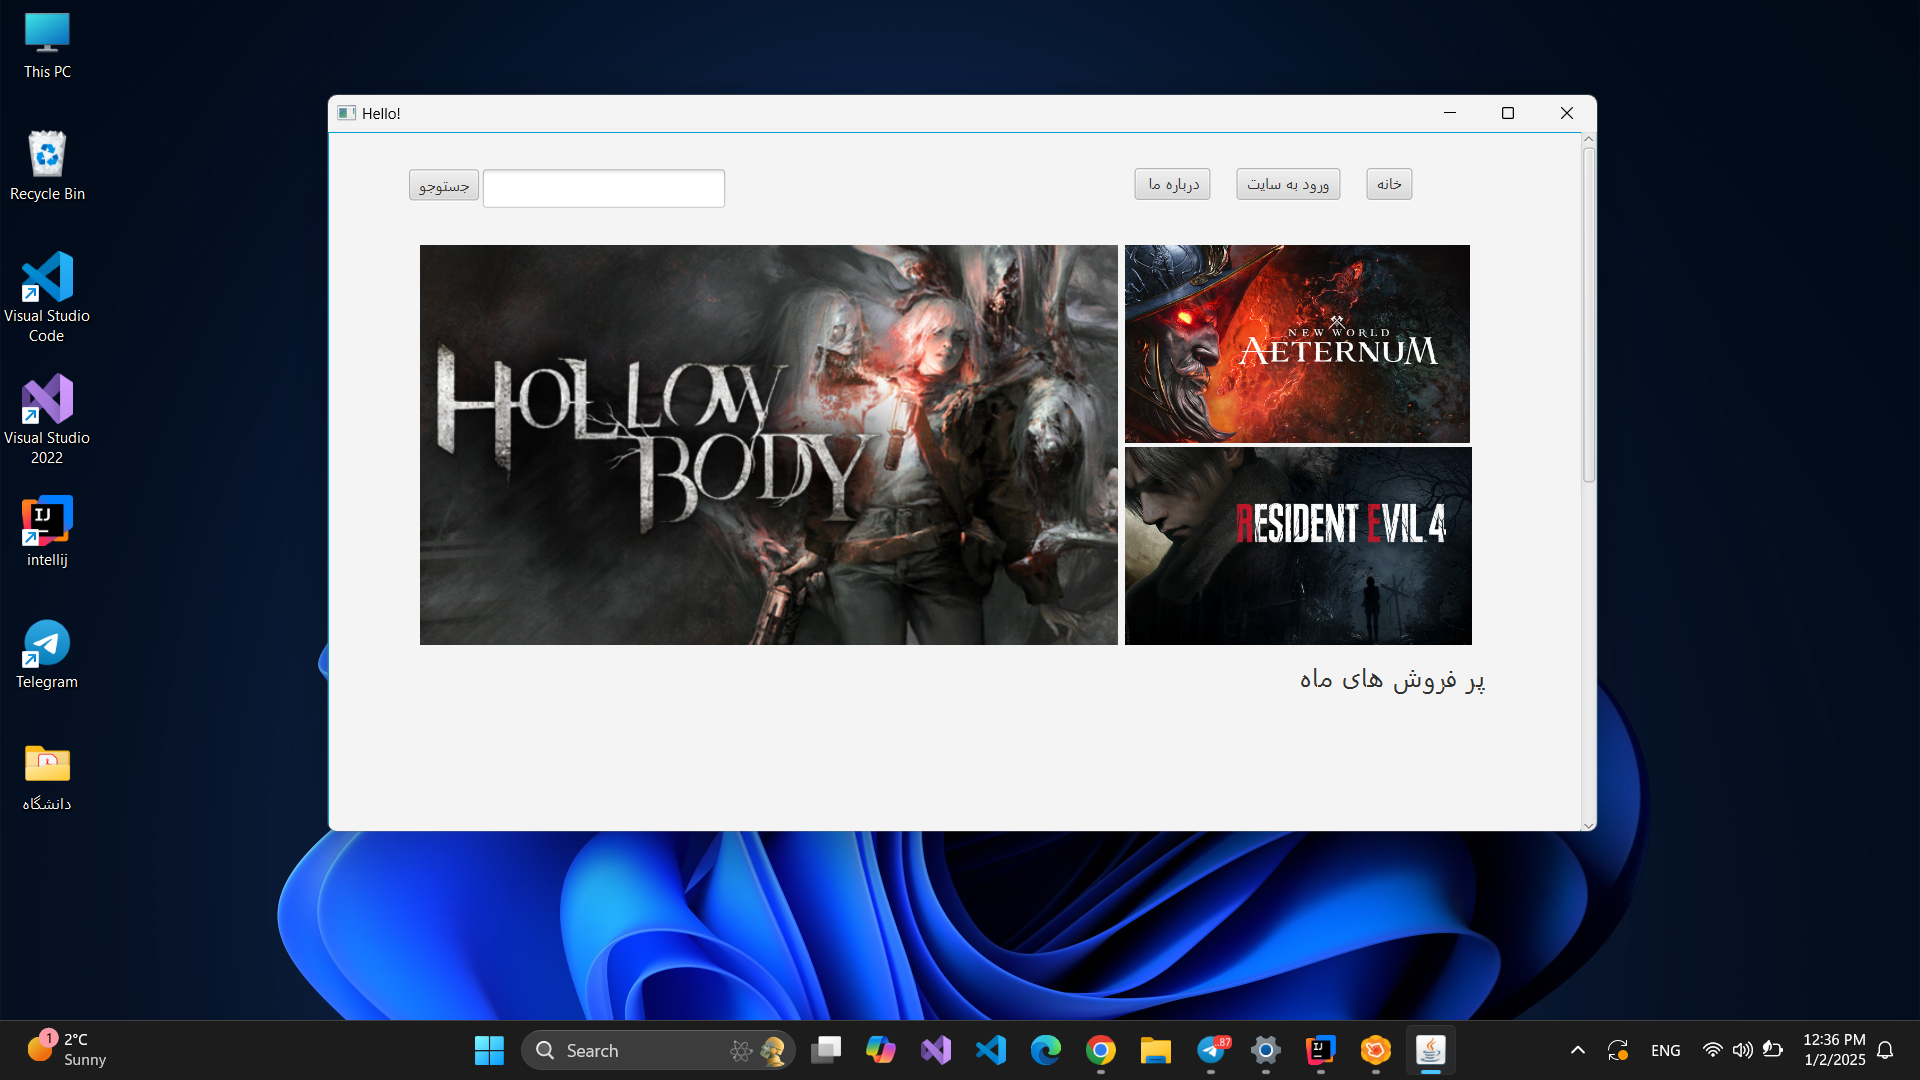 This PC
Recycle Bin
Visual Studio
Code
Visual Studio
2022
intellij
Telegram
دانشگاه
Hello!
خانه
ورود به سایت
درباره ما
جستوجو
HOLLOW
BODY
NEW WORLD
AETERNUM
RESIDENT EVIL 4
پر فروش های ماه
1
2°C
Sunny
Search
.87
ENG
12:36 PM
1/2/2025